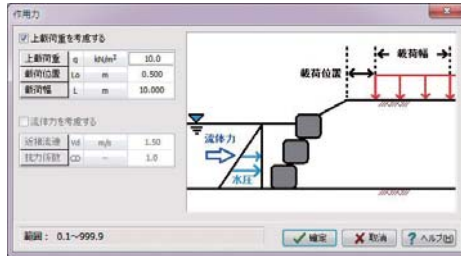 作用力
上載荷重を考慮する
上載荷重 q kN/m² 10.0
載荷位置 Lo m 0.500
載荷幅 L m 10.000
流体力を考慮する
近接流速 Vd m/s 1.50
抗力係数 CD － 1.0
載荷幅
載荷位置
流体力
水圧
範囲： 0.1～999.9
確定
取消
ヘルプ(H)